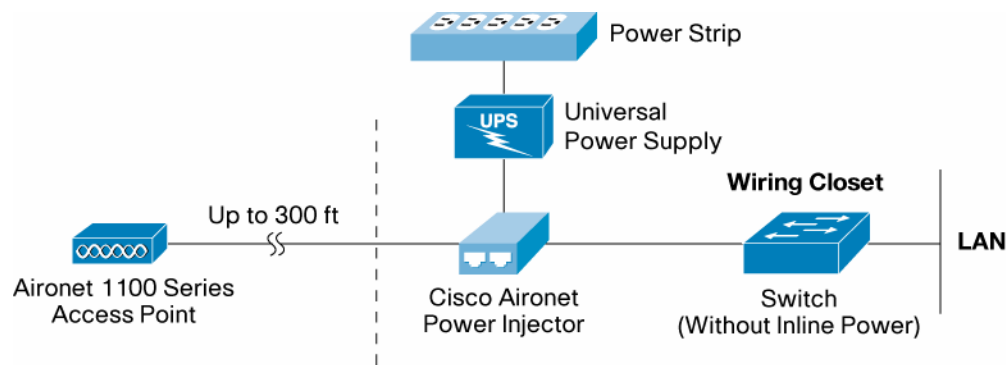 Power Strip
UPS
Universal
Power Supply
Wiring Closet
Up to 300 ft
LAN
Aironet 1100 Series
Access Point
Cisco Aironet
Power Injector
Switch
(Without Inline Power)